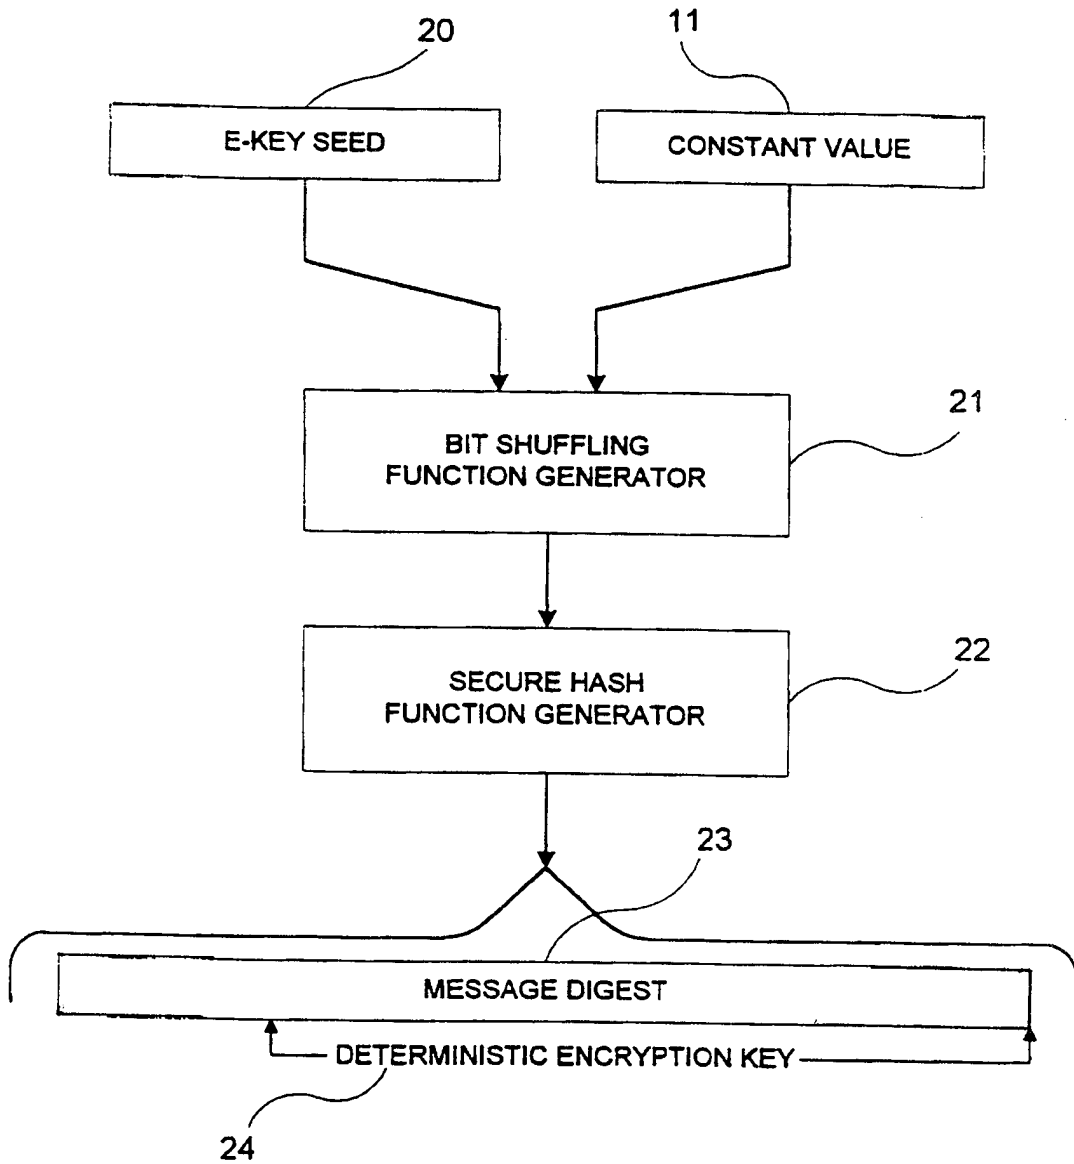 20
11
E-KEY SEED
CONSTANT VALUE
21
BIT SHUFFLING
FUNCTION GENERATOR
22
SECURE HASH
FUNCTION GENERATOR
23
MESSAGE DIGEST
DETERMINISTIC ENCRYPTION KEY
24